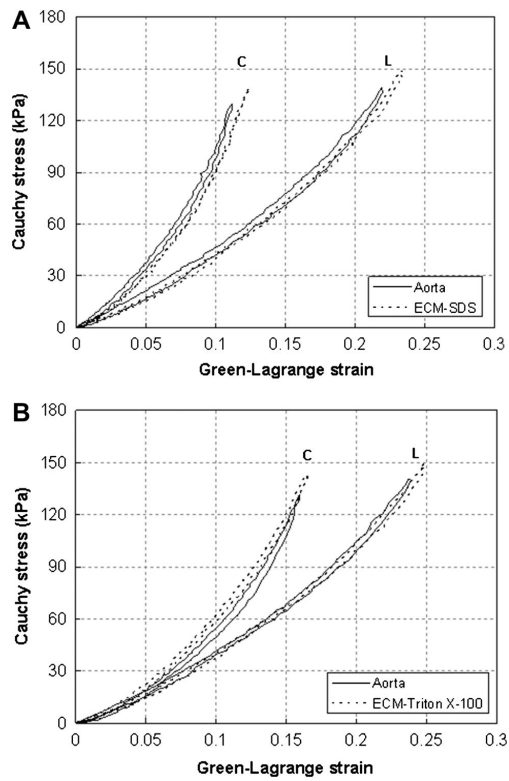 A
180
150
120
90
60
30
0
C
L
Cauchy stress (kPa)
Aorta
ECM-SDS
0
0.05
0.1
0.15
0.2
0.25
0.3
Green-Lagrange strain
B
180
150
120
90
60
30
0
C
L
Cauchy stress (kPa)
Aorta
ECM-Triton X-100
0
0.05
0.1
0.15
0.2
0.25
0.3
Green-Lagrange strain